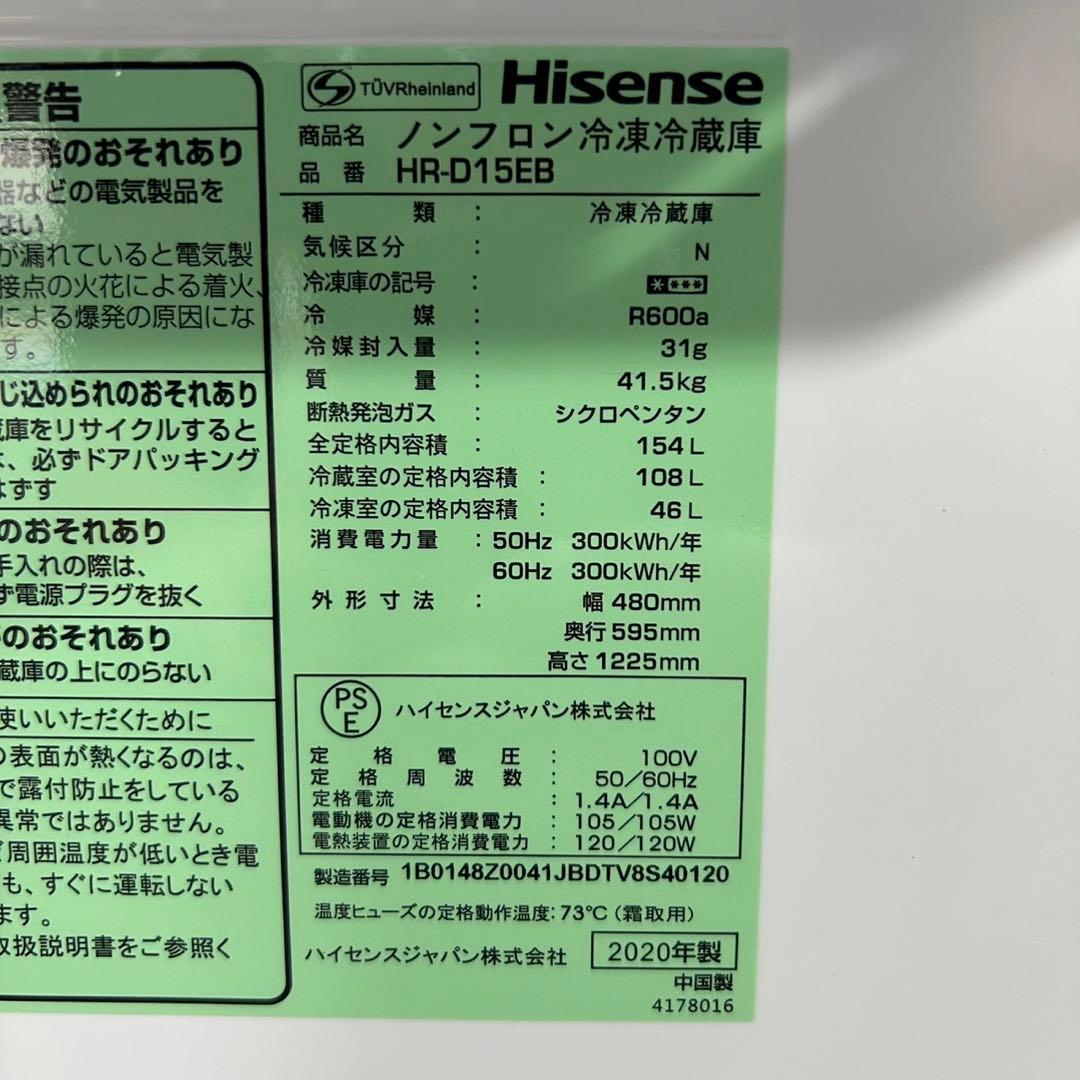 警告
爆発のおそれあり
器などの電気製品を
ない
が漏れていると電気製
接点の火花による着火、
による爆発の原因にな
す。
じ込められのおそれあり
蔵庫をリサイクルすると
は、必ずドアパッキング
はずす
のおそれあり
手入れの際は、
ず電源プラグを抜く
のおそれあり
蔵庫の上にのらない
使いいただくために
の表面が熱くなるのは、
で露付防止をしている
異常ではありません。
ど周囲温度が低いとき電
も、すぐに運転しない
ます。
取扱説明書をご参照く
TÜVRheinland Hisense
商品名 ノンフロン冷凍冷蔵庫
品番 HR-D15EB
種類 : 冷凍冷蔵庫
気候区分 : N
冷凍庫の記号 : ****
冷媒 : R600a
冷媒封入量 : 31g
質量 : 41.5kg
断熱発泡ガス : シクロペンタン
全定格内容積 : 154L
冷蔵室の定格内容積 : 108L
冷凍室の定格内容積 : 46L
消費電力量 : 50Hz 300kWh/年
60Hz 300kWh/年
外形寸法 : 幅480mm
奥行595mm
高さ1225mm
PSE ハイセンスジャパン株式会社
定格電圧 : 100V
定格周波数 : 50/60Hz
定格電流 : 1.4A/1.4A
電動機の定格消費電力 : 105/105W
電熱装置の定格消費電力 : 120/120W
製造番号 1B0148Z0041JBDTV8S40120
温度ヒューズの定格動作温度:73℃(霜取用)
ハイセンスジャパン株式会社 2020年製
中国製
4178016